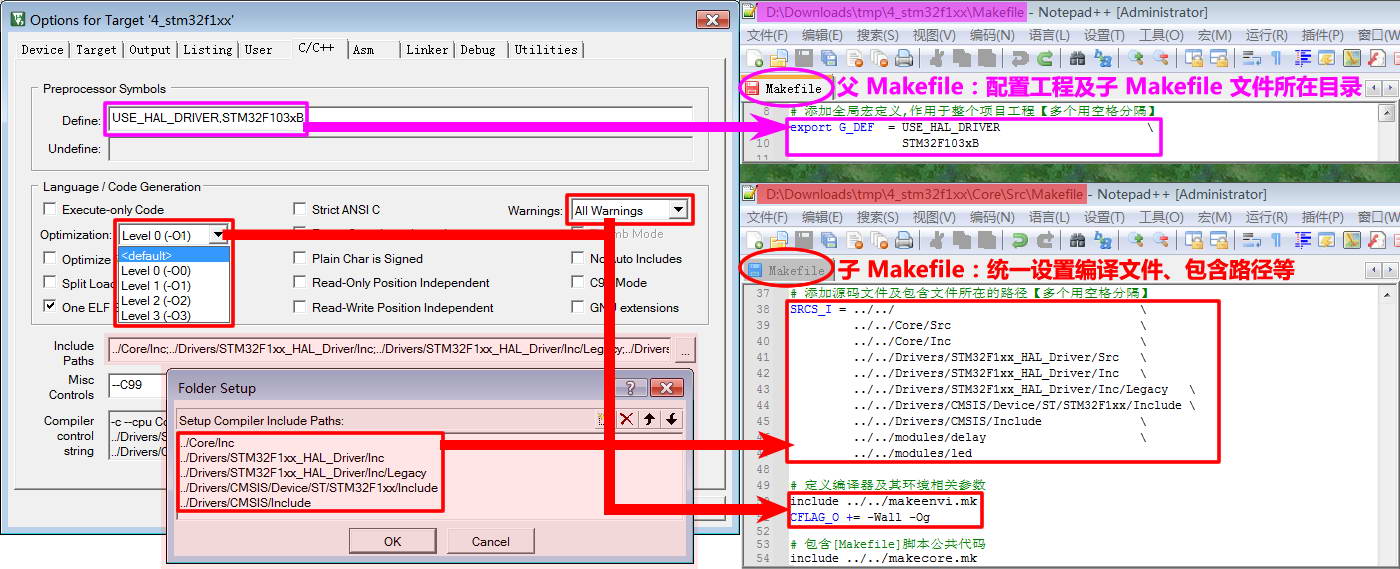 Options for Target '4_stm32f1xx'
Device Target Output Listing User C/C++ Asm Linker Debug Utilities
Preprocessor Symbols
Define: USE_HAL_DRIVER,STM32F103xB
Undefine:
Language / Code Generation
Execute-only Code
Strict ANSI C
Warnings: All Warnings
Optimization: Level 0 (-O1)
<default>
Level 0 (-O0)
Level 1 (-O1)
Level 2 (-O2)
Level 3 (-O3)
Optimize
Plain Char is Signed
No Auto Includes
Split Load
Read-Only Position Independent
Mode
One ELF
Read-Write Position Independent
GNU extensions
Include Paths
../Core/Inc;../Drivers/STM32F1xx_HAL_Driver/Inc;../Drivers/STM32F1xx_HAL_Driver/Inc/Legacy;../Drivers
...
Misc Controls
--C99
Compiler control string
-c --cpu Co
../Drivers/S
../Drivers/C
Folder Setup
Setup Compiler Include Paths:
../Core/Inc
../Drivers/STM32F1xx_HAL_Driver/Inc
../Drivers/STM32F1xx_HAL_Driver/Inc/Legacy
../Drivers/CMSIS/Device/ST/STM32F1xx/Include
../Drivers/CMSIS/Include
OK Cancel
D:\Downloads\tmp\4_stm32f1xx\Makefile - Notepad++ [Administrator]
文件(F) 编辑(E) 搜索(S) 视图(V) 编码(N) 语言(L) 设置(T) 工具(O) 宏(M) 运行(R) 插件(P) 窗口(W
Makefile
父 Makefile：配置工程及子 Makefile 文件所在目录
8 # 添加全局宏定义,作用于整个项目工程【多个用空格分隔】
export G_DEF = USE_HAL_DRIVER \
10 STM32F103xB
11
D:\Downloads\tmp\4_stm32f1xx\Core\Src\Makefile - Notepad++ [Administrator]
文件(F) 编辑(E) 搜索(S) 视图(V) 编码(N) 语言(L) 设置(T) 工具(O) 宏(M) 运行(R) 插件(P) 窗口(W
Makefile
子 Makefile：统一设置编译文件、包含路径等
37 # 添加源码文件及包含文件所在的路径【多个用空格分隔】
38 SRCS_I = ../../ \
39 ../../Core/Src \
40 ../../Core/Inc \
41 ../../Drivers/STM32F1xx_HAL_Driver/Src \
42 ../../Drivers/STM32F1xx_HAL_Driver/Inc \
43 ../../Drivers/STM32F1xx_HAL_Driver/Inc/Legacy \
44 ../../Drivers/CMSIS/Device/ST/STM32F1xx/Include \
45 ../../Drivers/CMSIS/Include \
../../modules/delay \
../../modules/led
48
49 # 定义编译器及其环境相关参数
include ../../makeenvi.mk
CFLAG_O += -Wall -Og
52
53 # 包含[Makefile]脚本公共代码
54 include ../../makecore.mk